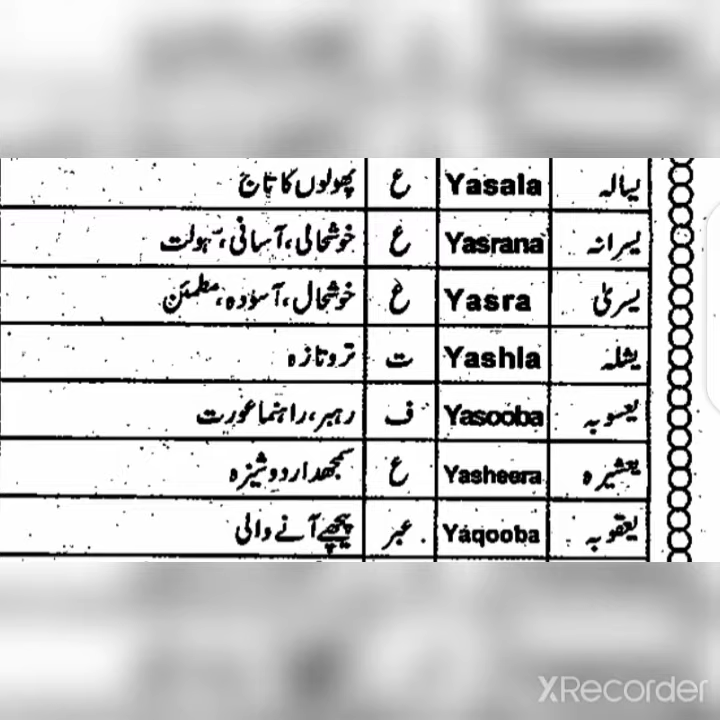 یسالہ Yasala ع پھولوں کا تاج
یسرانہ Yasrana ع خوشحالی، آسانی، سہولت
یسریٰ Yasra ع خوشحال، آسودہ، مطمئن
یشلہ Yashla ت تروتازہ
یعسوبہ Yasooba ف رہبر، راہنما عورت
یعشیرہ Yasheera ع سمجھدار دوشیزہ
یعقوبہ Yaqooba عبر پیچھے آنے والی
XRecorder